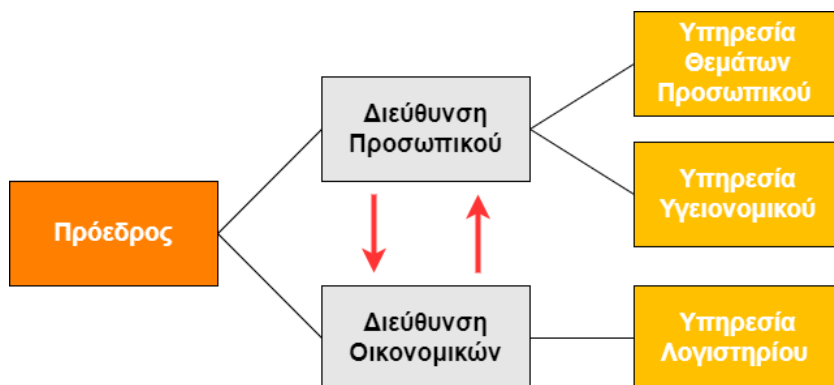 Πρόεδρος
Διεύθυνση
Προσωπικού
Διεύθυνση
Οικονομικών
Υπηρεσία
Θεμάτων
Προσωπικού
Υπηρεσία
Υγειονομικού
Υπηρεσία
Λογιστηρίου